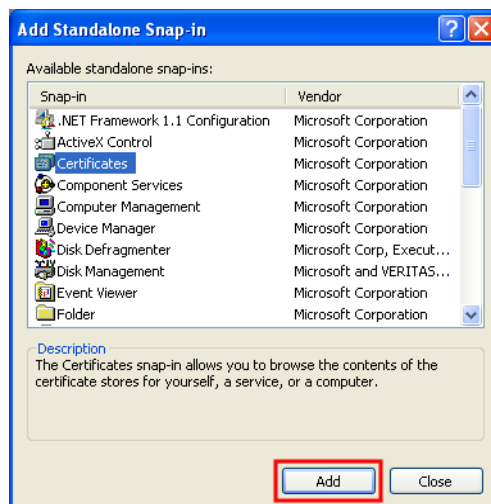 Add Standalone Snap-in
Available standalone snap-ins:
Snap-in Vendor
.NET Framework 1.1 Configuration Microsoft Corporation
ActiveX Control Microsoft Corporation
Certificates Microsoft Corporation
Component Services Microsoft Corporation
Computer Management Microsoft Corporation
Device Manager Microsoft Corporation
Disk Defragmenter Microsoft Corp, Execut...
Disk Management Microsoft and VERITAS...
Event Viewer Microsoft Corporation
Folder Microsoft Corporation
Description
The Certificates snap-in allows you to browse the contents of the
certificate stores for yourself, a service, or a computer.
Add Close